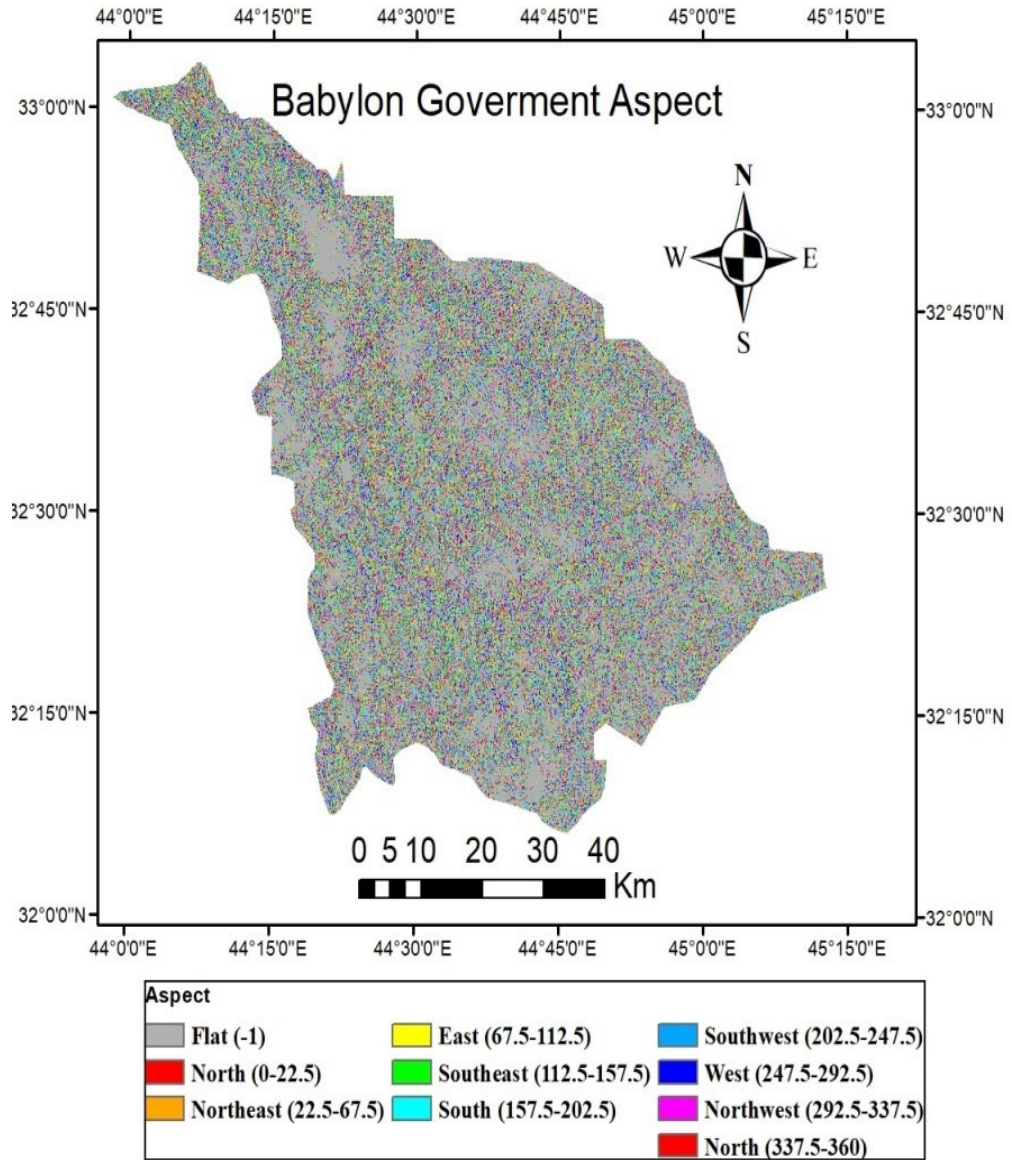 44°0'0"E 44°15'0"E 44°30'0"E 44°45'0"E 45°0'0"E 45°15'0"E
Babylon Goverment Aspect
33°0'0"N 33°0'0"N
N
W E
S
32°45'0"N 32°45'0"N
32°30'0"N 32°30'0"N
32°15'0"N 32°15'0"N
0 5 10 20 30 40
Km
32°0'0"N 32°0'0"N
44°0'0"E 44°15'0"E 44°30'0"E 44°45'0"E 45°0'0"E 45°15'0"E
Aspect
Flat (-1) East (67.5-112.5) Southwest (202.5-247.5)
North (0-22.5) Southeast (112.5-157.5) West (247.5-292.5)
Northeast (22.5-67.5) South (157.5-202.5) Northwest (292.5-337.5)
North (337.5-360)